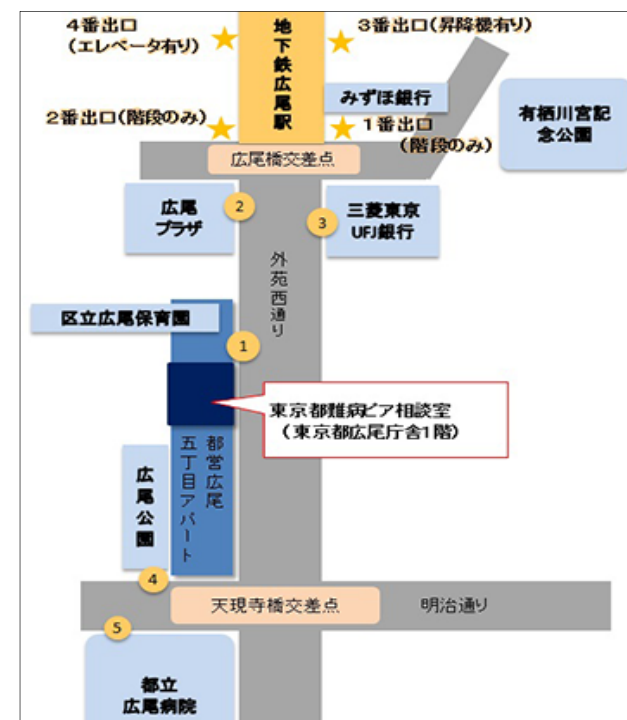 4番出口
(エレベータ有り)
地下鉄広尾駅
3番出口(昇降機有り)
みずほ銀行
有栖川宮記
念公園
2番出口(階段のみ)
1番出口
(階段のみ)
広尾橋交差点
広尾
プラザ
2
3
三菱東京
UFJ銀行
外苑西通り
区立広尾保育園
1
東京都難病ピア相談室
(東京都広尾庁舎1階)
都営広尾
五丁目アパート
広尾公園
4
天現寺橋交差点
明治通り
5
都立
広尾病院